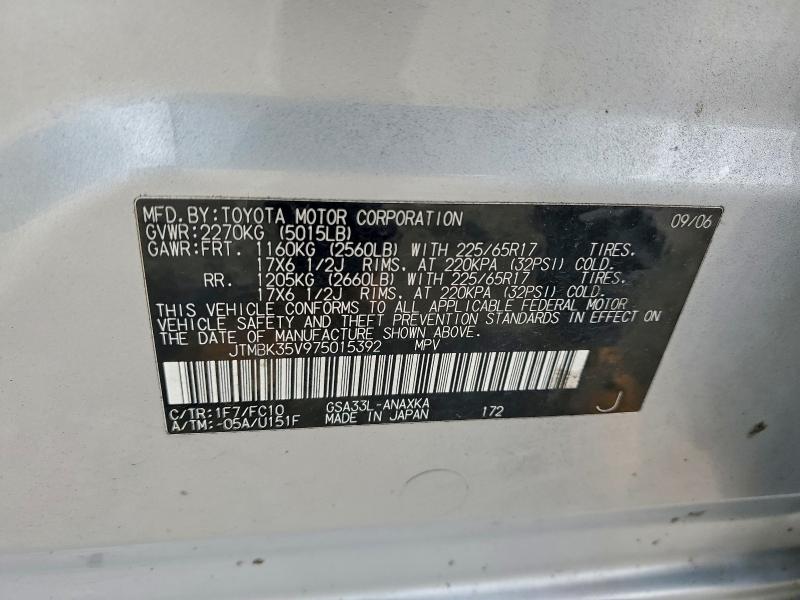 MFD.BY:TOYOTA MOTOR CORPORATION 09/06
GVWR:2270KG (5015LB)
GAWR:FRT. 1160KG (2560LB) WITH 225/65R17 TIRES.
17X6 1/2J RIMS. AT 220KPA (32PSI) COLD.
RR. 1205KG (2660LB) WITH 225/65R17 TIRES.
17X6 1/2J RIMS. AT 220KPA (32PSI) COLD.
THIS VEHICLE CONFORMS TO ALL APPLICABLE FEDERAL MOTOR
VEHICLE SAFETY AND THEFT PREVENTION STANDARDS IN EFFECT ON
THE DATE OF MANUFACTURE SHOWN ABOVE.
JTMBK35V975015392 MPV
C/TR:1F7/FC10 GSA33L-ANAXKA
A/TM:-05A/U151F MADE IN JAPAN 172 J